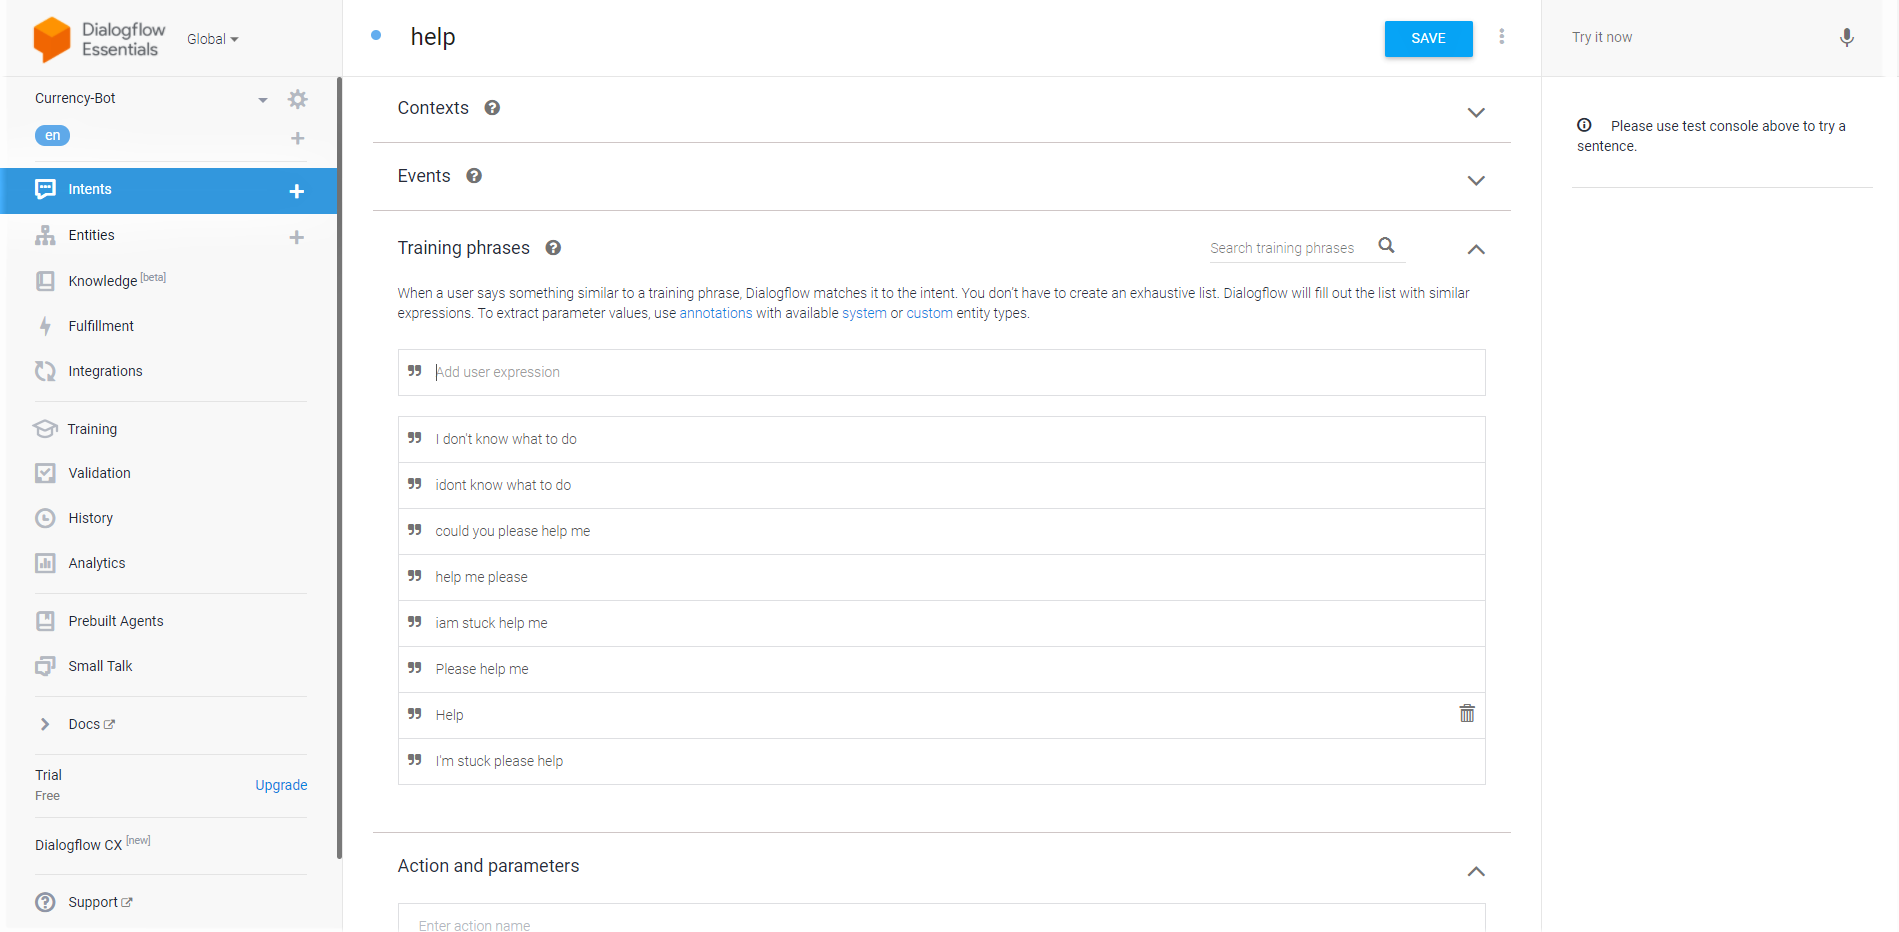 Dialogflow
Essentials
Global
help
SAVE
Try it now
Currency-Bot
en
Intents
Entities
Knowledge [beta]
Fulfillment
Integrations
Training
Validation
History
Analytics
Prebuilt Agents
Small Talk
Docs
Trial
Free
Upgrade
Dialogflow CX [new]
Support
Contexts
Events
Training phrases
Search training phrases
When a user says something similar to a training phrase, Dialogflow matches it to the intent. You don't have to create an exhaustive list. Dialogflow will fill out the list with similar
expressions. To extract parameter values, use annotations with available system or custom entity types.
Add user expression
I don't know what to do
idont know what to do
could you please help me
help me please
iam stuck help me
Please help me
Help
I'm stuck please help
Action and parameters
Enter action name
Please use test console above to try a
sentence.